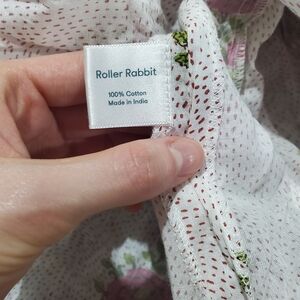 Roller Rabbit
100% Cotton
Made in India